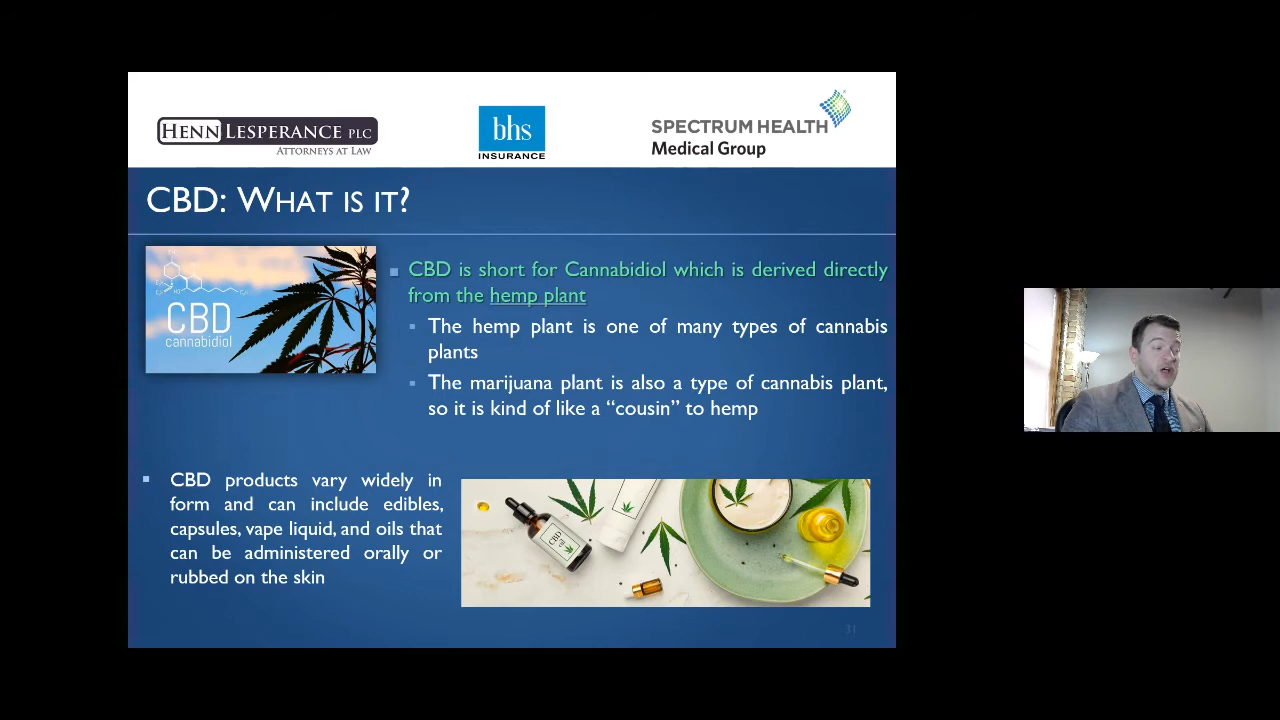 HENN LESPERANCE PLC
ATTORNEYS AT LAW
bhs
INSURANCE
SPECTRUM HEALTH
Medical Group
CBD: WHAT IS IT?
CBD
cannabidiol
CBD is short for Cannabidiol which is derived directly
from the hemp plant
The hemp plant is one of many types of cannabis
plants
The marijuana plant is also a type of cannabis plant,
so it is kind of like a “cousin” to hemp
CBD products vary widely in
form and can include edibles,
capsules, vape liquid, and oils that
can be administered orally or
rubbed on the skin
CBD
oil
31